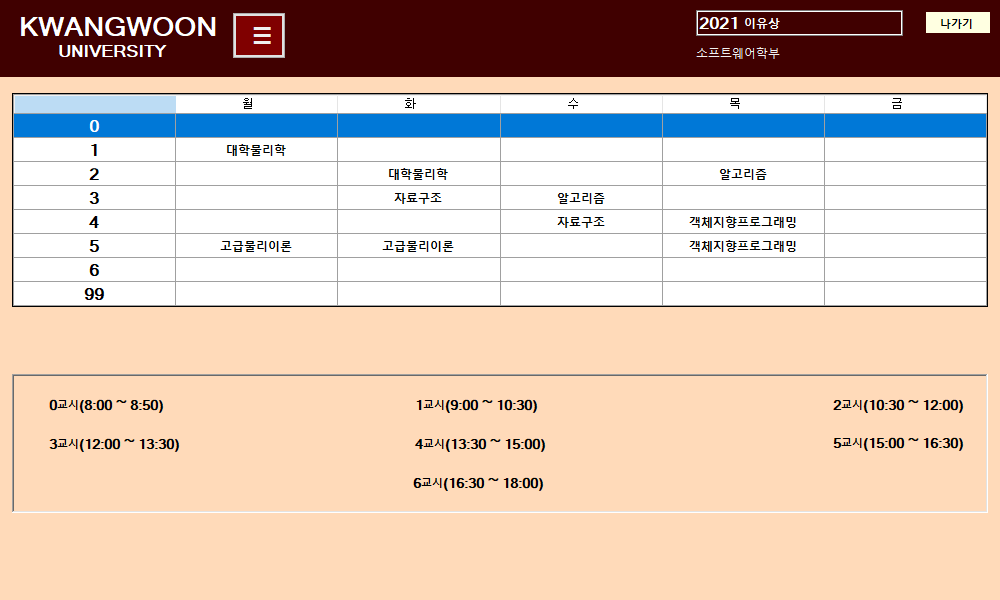 KWANGWOON
UNIVERSITY
☰
2021 이유상
나가기
소프트웨어학부
월 화 수 목 금
0
1 대학물리학
2 대학물리학 알고리즘
3 자료구조 알고리즘
4 자료구조 객체지향프로그래밍
5 고급물리이론 고급물리이론 객체지향프로그래밍
6
99
0교시(8:00 ~ 8:50) 1교시(9:00 ~ 10:30) 2교시(10:30 ~ 12:00)
3교시(12:00 ~ 13:30) 4교시(13:30 ~ 15:00) 5교시(15:00 ~ 16:30)
6교시(16:30 ~ 18:00)